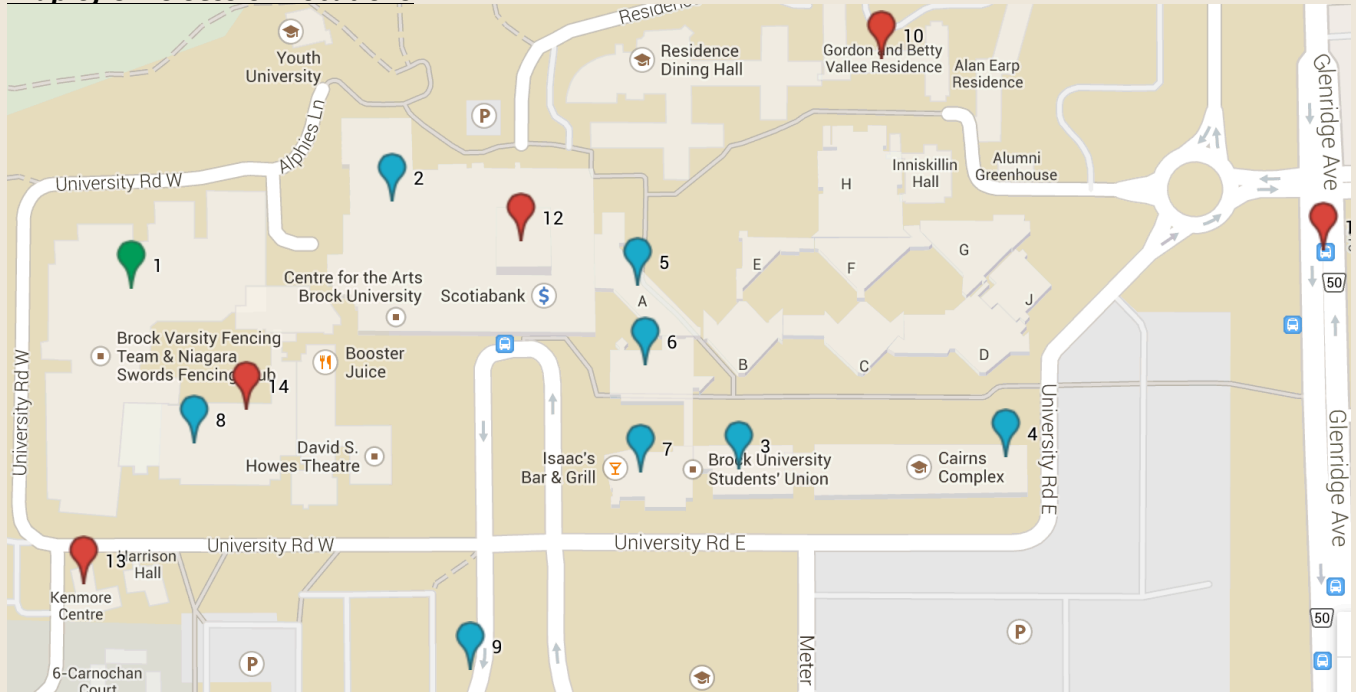 Residenc
10
Youth
University
Residence
Dining Hall
Gordon and Betty
Vallee Residence
Alan Earp
Residence
Glenridge Ave
P
Alphies Ln
University Rd W
2
Inniskillin
Hall
Alumni
Greenhouse
H
12
1
5
E
F
G
50
Centre for the Arts
Brock University
Scotiabank
$
A
J
Brock Varsity Fencing
Team & Niagara
Swords Fencing Club
Booster
Juice
6
B
C
D
14
University Rd W
8
University Rd E
Glenridge Ave
David S.
Howes Theatre
Isaac's
Bar & Grill
7
3
Brock University
Students' Union
4
Cairns
Complex
University Rd W
University Rd E
13
Harrison
Hall
Kenmore
Centre
50
P
9
Meter
P
6-Carnochan
Court